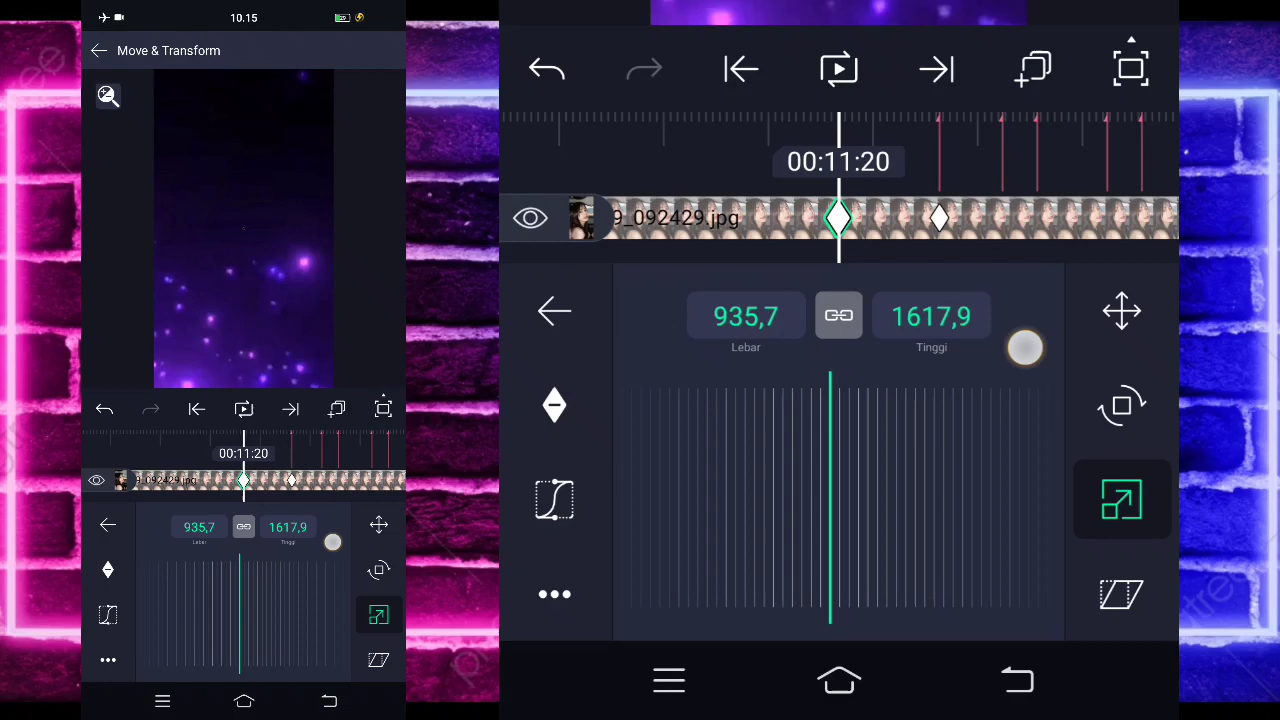 10.15
Move & Transform
00:11:20
9_092429.jpg
935,7
1617,9
Lebar
Tinggi
00:11:20
9_092429.jpg
935,7
1617,9
Lebar
Tinggi